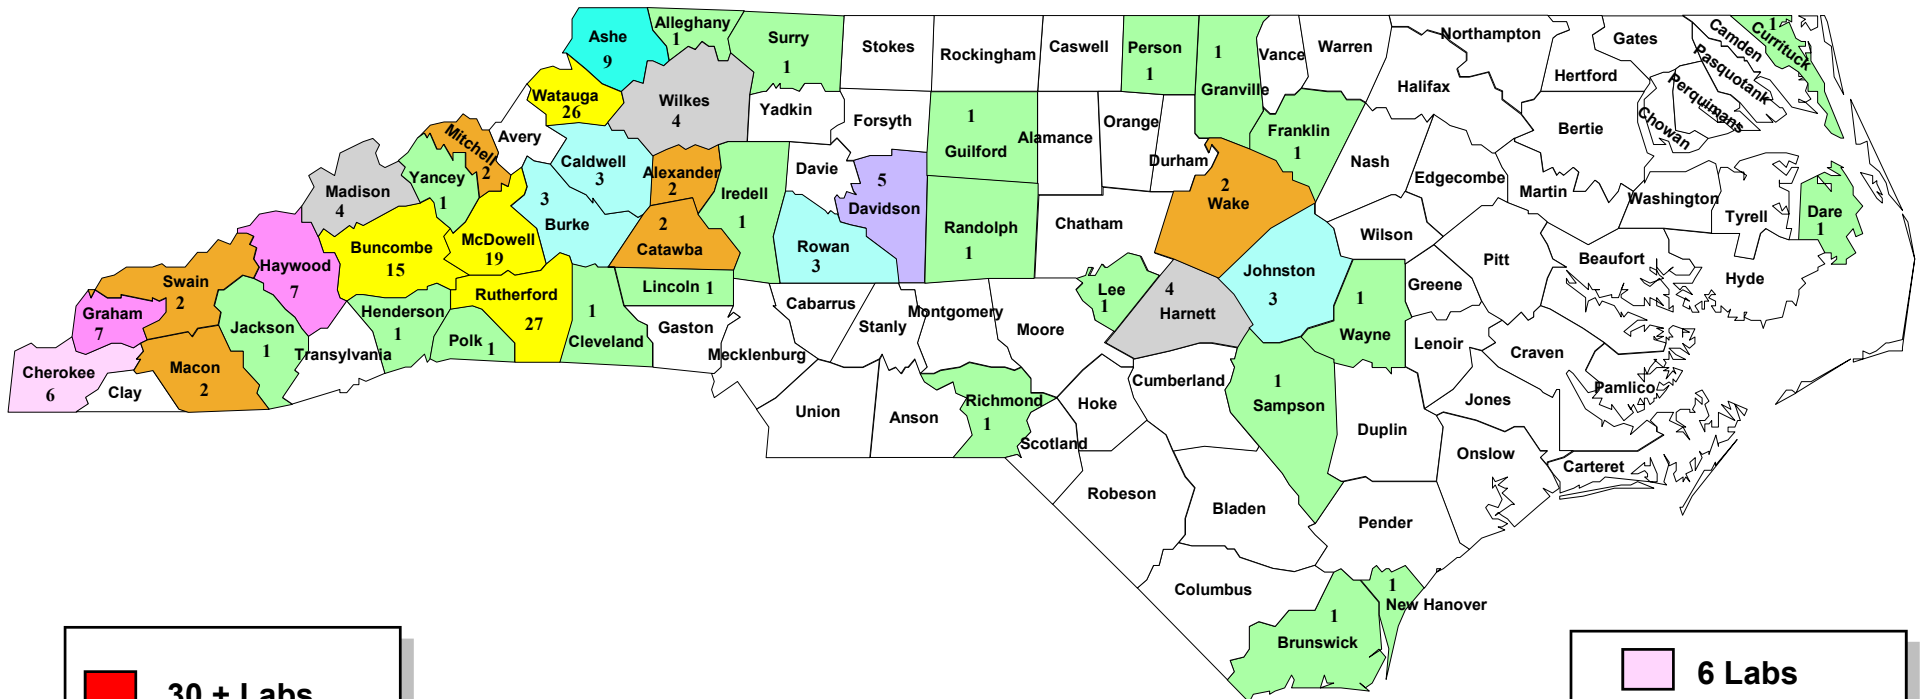 Ashe
9
Alleghany
1
Surry
1
Stokes
Rockingham
Caswell
Person
1
1
Granville
Vance
Warren
Northampton
Gates
Camden
1
Currituck
Pasquotank
Perquimans
Chowan
Hertford
Halifax
Bertie
Watauga
26
Wilkes
4
Yadkin
Forsyth
1
Guilford
Alamance
Orange
Durham
Franklin
1
Nash
Edgecombe
Martin
Washington
Tyrell
Dare
1
Mitchell
2
Avery
Caldwell
3
Alexander
2
Iredell
1
Davie
5
Davidson
Randolph
1
Chatham
2
Wake
Wilson
Pitt
Beaufort
Hyde
Madison
4
Yancey
1
3
Burke
2
Catawba
Rowan
3
Johnston
3
Greene
Buncombe
15
McDowell
19
Haywood
7
Swain
2
Graham
7
Jackson
1
Henderson
1
Rutherford
27
Polk 1
1
Cleveland
Lincoln 1
Gaston
Cabarrus
Stanly
Montgomery
Moore
Lee
1
4
Harnett
1
Wayne
Lenoir
Craven
Pamlico
Cherokee
6
Clay
Macon
2
Transylvania
Mecklenburg
Union
Anson
Richmond
1
Scotland
Hoke
Cumberland
1
Sampson
Duplin
Jones
Onslow
Carteret
Robeson
Bladen
Pender
Columbus
1
Brunswick
1
New Hanover
30 + Labs
6 Labs